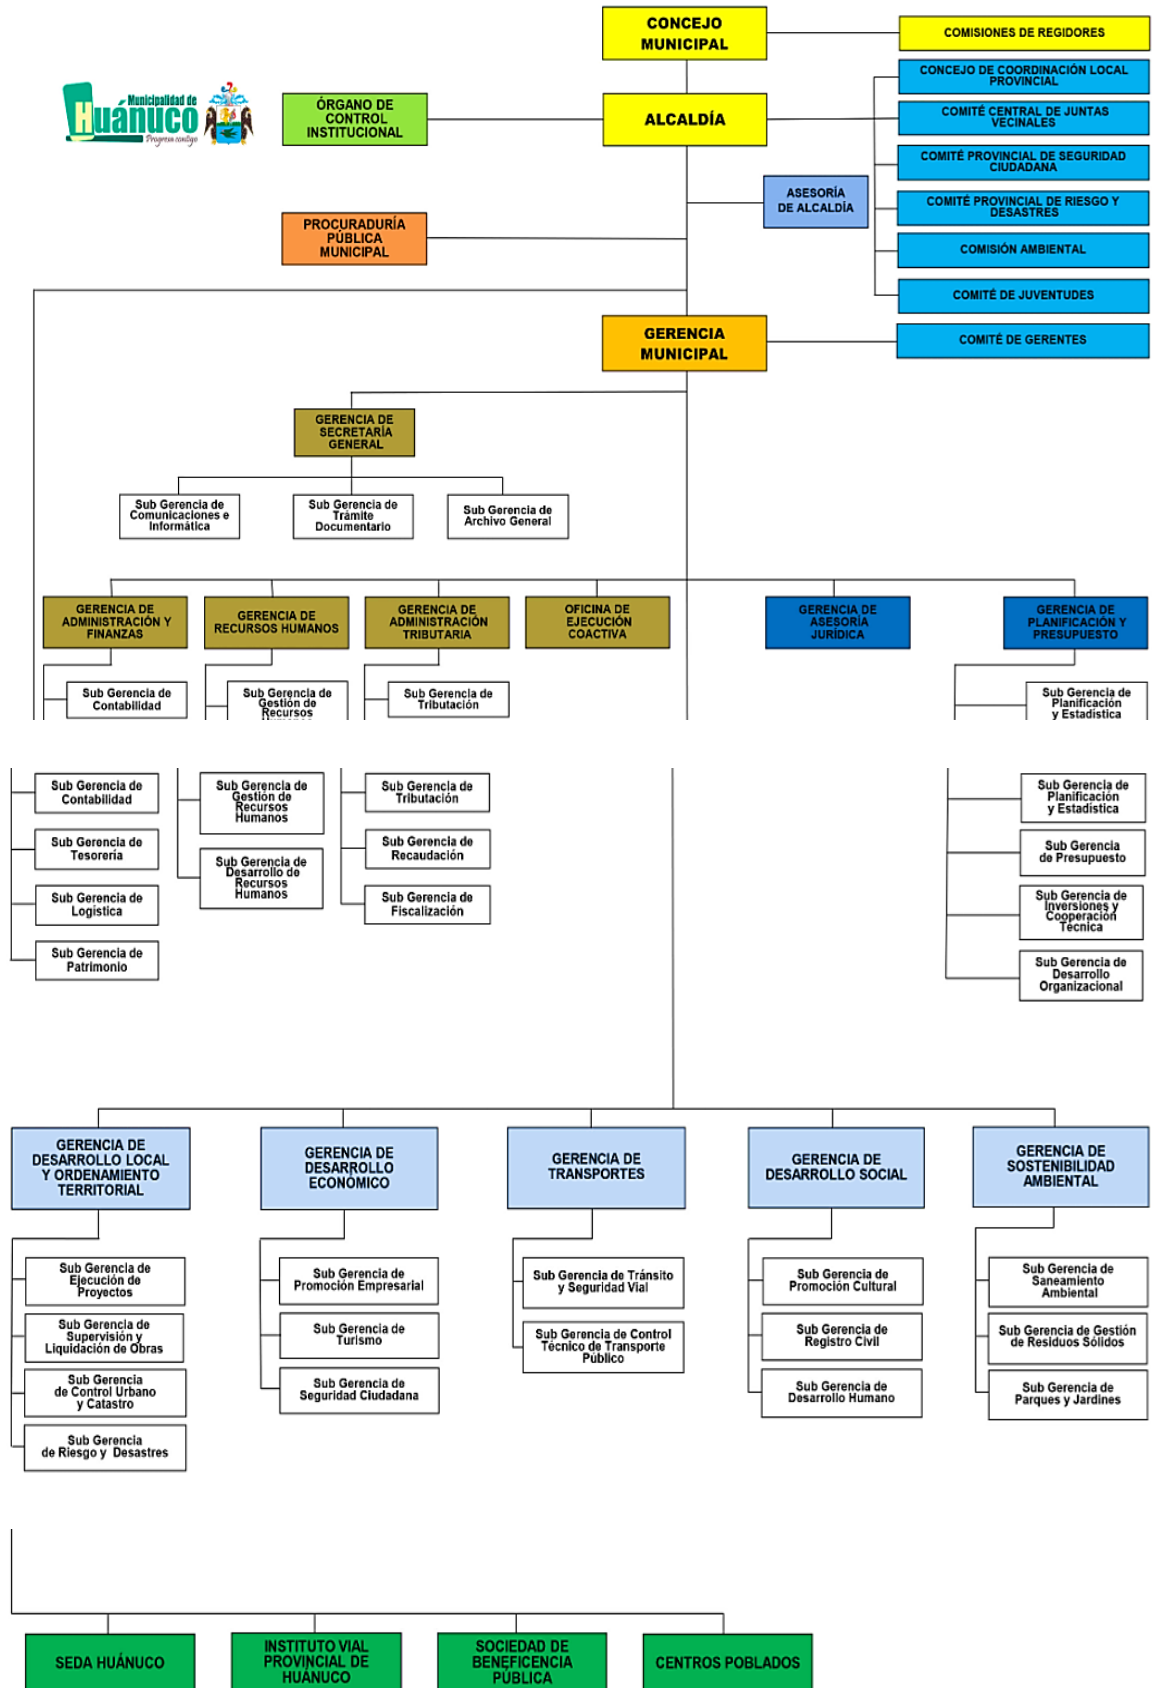 CONCEJO
MUNICIPAL
COMISIONES DE REGIDORES
Municipalidad de
Huánuco
Progresa contigo
ÓRGANO DE
CONTROL
INSTITUCIONAL
ALCALDÍA
CONCEJO DE COORDINACIÓN LOCAL
PROVINCIAL
COMITÉ CENTRAL DE JUNTAS
VECINALES
COMITÉ PROVINCIAL DE SEGURIDAD
CIUDADANA
ASESORÍA
DE ALCALDÍA
COMITÉ PROVINCIAL DE RIESGO Y
DESASTRES
PROCURADURÍA
PÚBLICA
MUNICIPAL
COMISIÓN AMBIENTAL
COMITÉ DE JUVENTUDES
GERENCIA
MUNICIPAL
COMITÉ DE GERENTES
GERENCIA DE
SECRETARÍA
GENERAL
Sub Gerencia de
Comunicaciones e
Informática
Sub Gerencia de
Trámite
Documentario
Sub Gerencia de
Archivo General
GERENCIA DE
ADMINISTRACIÓN Y
FINANZAS
GERENCIA DE
RECURSOS HUMANOS
GERENCIA DE
ADMINISTRACIÓN
TRIBUTARIA
OFICINA DE
EJECUCIÓN
COACTIVA
GERENCIA DE
ASESORÍA
JURÍDICA
GERENCIA DE
PLANIFICACIÓN Y
PRESUPUESTO
Sub Gerencia de
Contabilidad
Sub Gerencia de
Gestión de
Recursos
Sub Gerencia de
Tributación
Sub Gerencia de
Planificación
y Estadística
Sub Gerencia de
Contabilidad
Sub Gerencia de
Gestión de
Recursos
Humanos
Sub Gerencia de
Tributación
Sub Gerencia de
Planificación
y Estadística
Sub Gerencia de
Tesorería
Sub Gerencia de
Desarrollo de
Recursos
Humanos
Sub Gerencia de
Recaudación
Sub Gerencia
de Presupuesto
Sub Gerencia de
Logística
Sub Gerencia de
Fiscalización
Sub Gerencia de
Inversiones y
Cooperación
Técnica
Sub Gerencia de
Patrimonio
Sub Gerencia de
Desarrollo
Organizacional
GERENCIA DE
DESARROLLO LOCAL
Y ORDENAMIENTO
TERRITORIAL
GERENCIA DE
DESARROLLO
ECONÓMICO
GERENCIA DE
TRANSPORTES
GERENCIA DE
DESARROLLO SOCIAL
GERENCIA DE
SOSTENIBILIDAD
AMBIENTAL
Sub Gerencia de
Ejecución de
Proyectos
Sub Gerencia de
Promoción Empresarial
Sub Gerencia de Tránsito
y Seguridad Vial
Sub Gerencia de
Promoción Cultural
Sub Gerencia de
Saneamiento
Ambiental
Sub Gerencia de
Supervisión y
Liquidación de Obras
Sub Gerencia de
Turismo
Sub Gerencia de Control
Técnico de Transporte
Público
Sub Gerencia de
Registro Civil
Sub Gerencia de Gestión
de Residuos Sólidos
Sub Gerencia
de Control Urbano
y Catastro
Sub Gerencia de
Seguridad Ciudadana
Sub Gerencia de
Desarrollo Humano
Sub Gerencia de
Parques y Jardines
Sub Gerencia
de Riesgo y Desastres
SEDA HUÁNUCO
INSTITUTO VIAL
PROVINCIAL DE
HUÁNUCO
SOCIEDAD DE
BENEFICENCIA
PÚBLICA
CENTROS POBLADOS